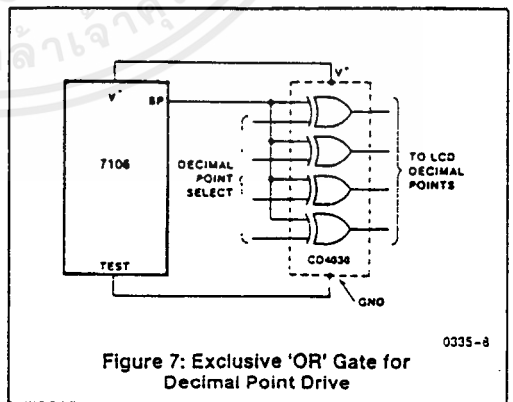 V+
V+
BP
7106
DECIMAL
POINT
SELECT
TO LCD
DECIMAL
POINTS
CD4030
TEST
GND
0335-8
Figure 7: Exclusive 'OR' Gate for
Decimal Point Drive